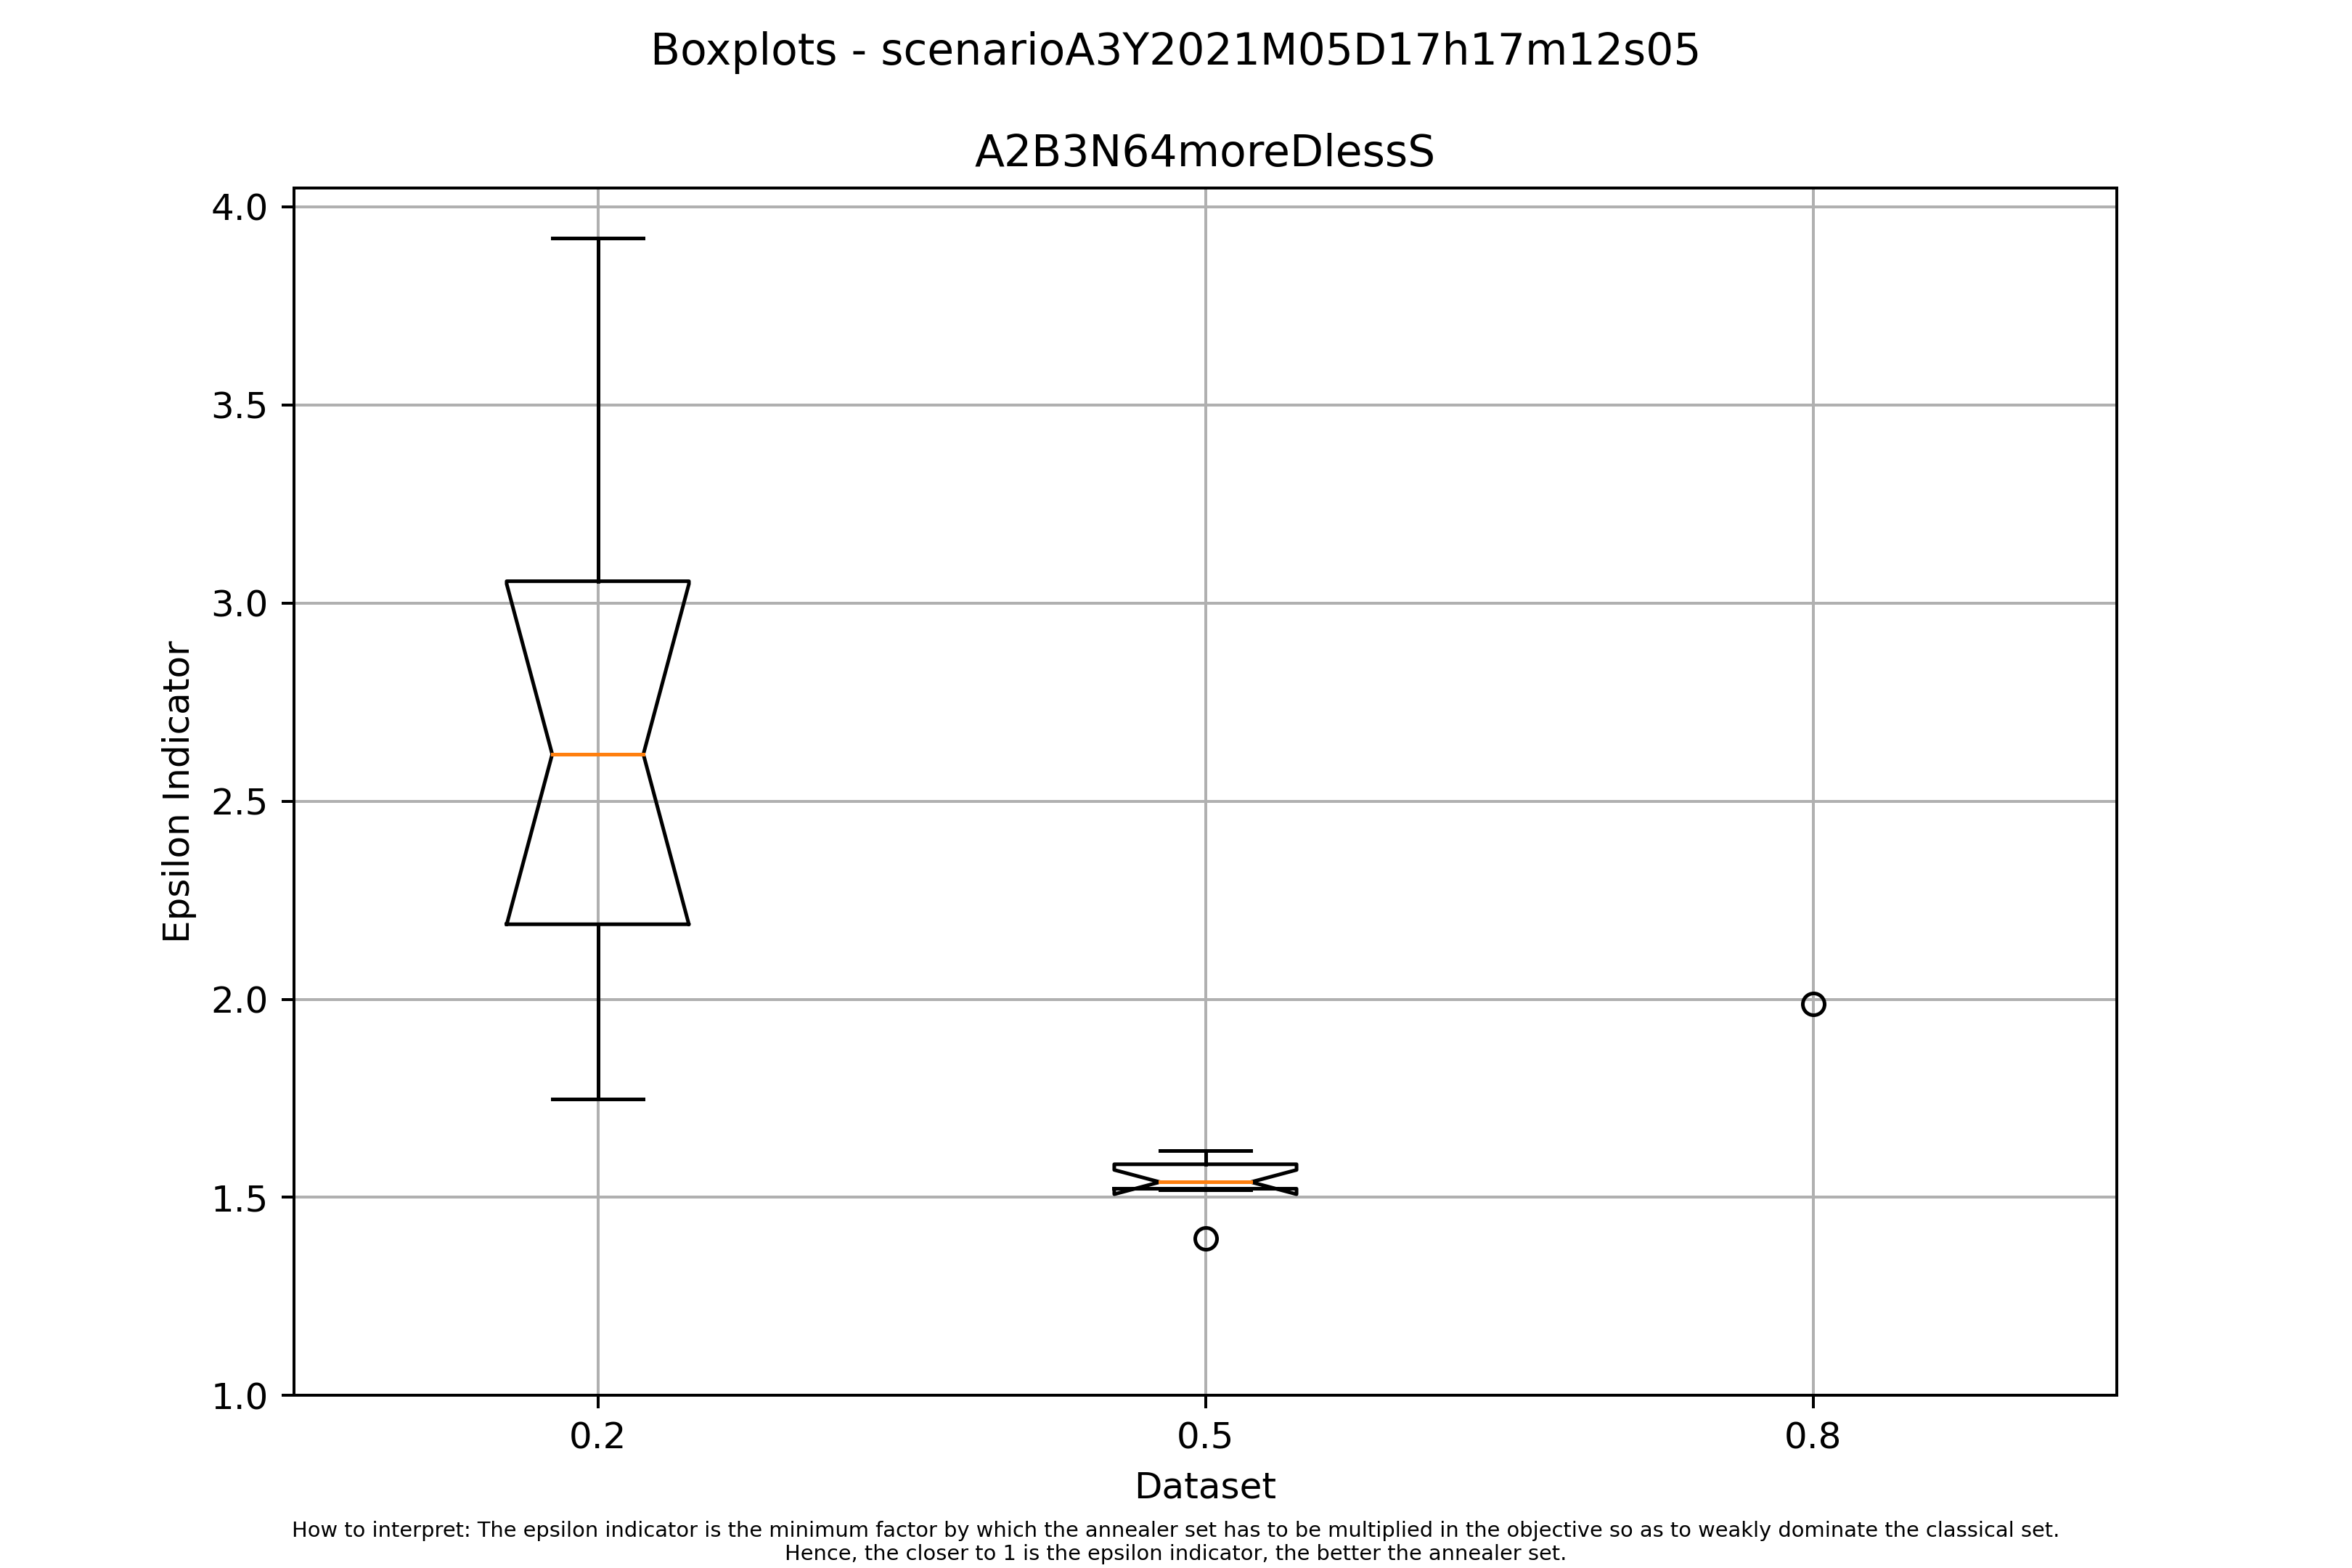 Boxplots - scenarioA3Y2021M05D17h17m12s05
A2B3N64moreDlessS
4.0
3.5
3.0
2.5
2.0
1.5
1.0
Epsilon Indicator
0.2 0.5 0.8
Dataset
How to interpret: The epsilon indicator is the minimum factor by which the annealer set has to be multiplied in the objective so as to weakly dominate the classical set.
Hence, the closer to 1 is the epsilon indicator, the better the annealer set.